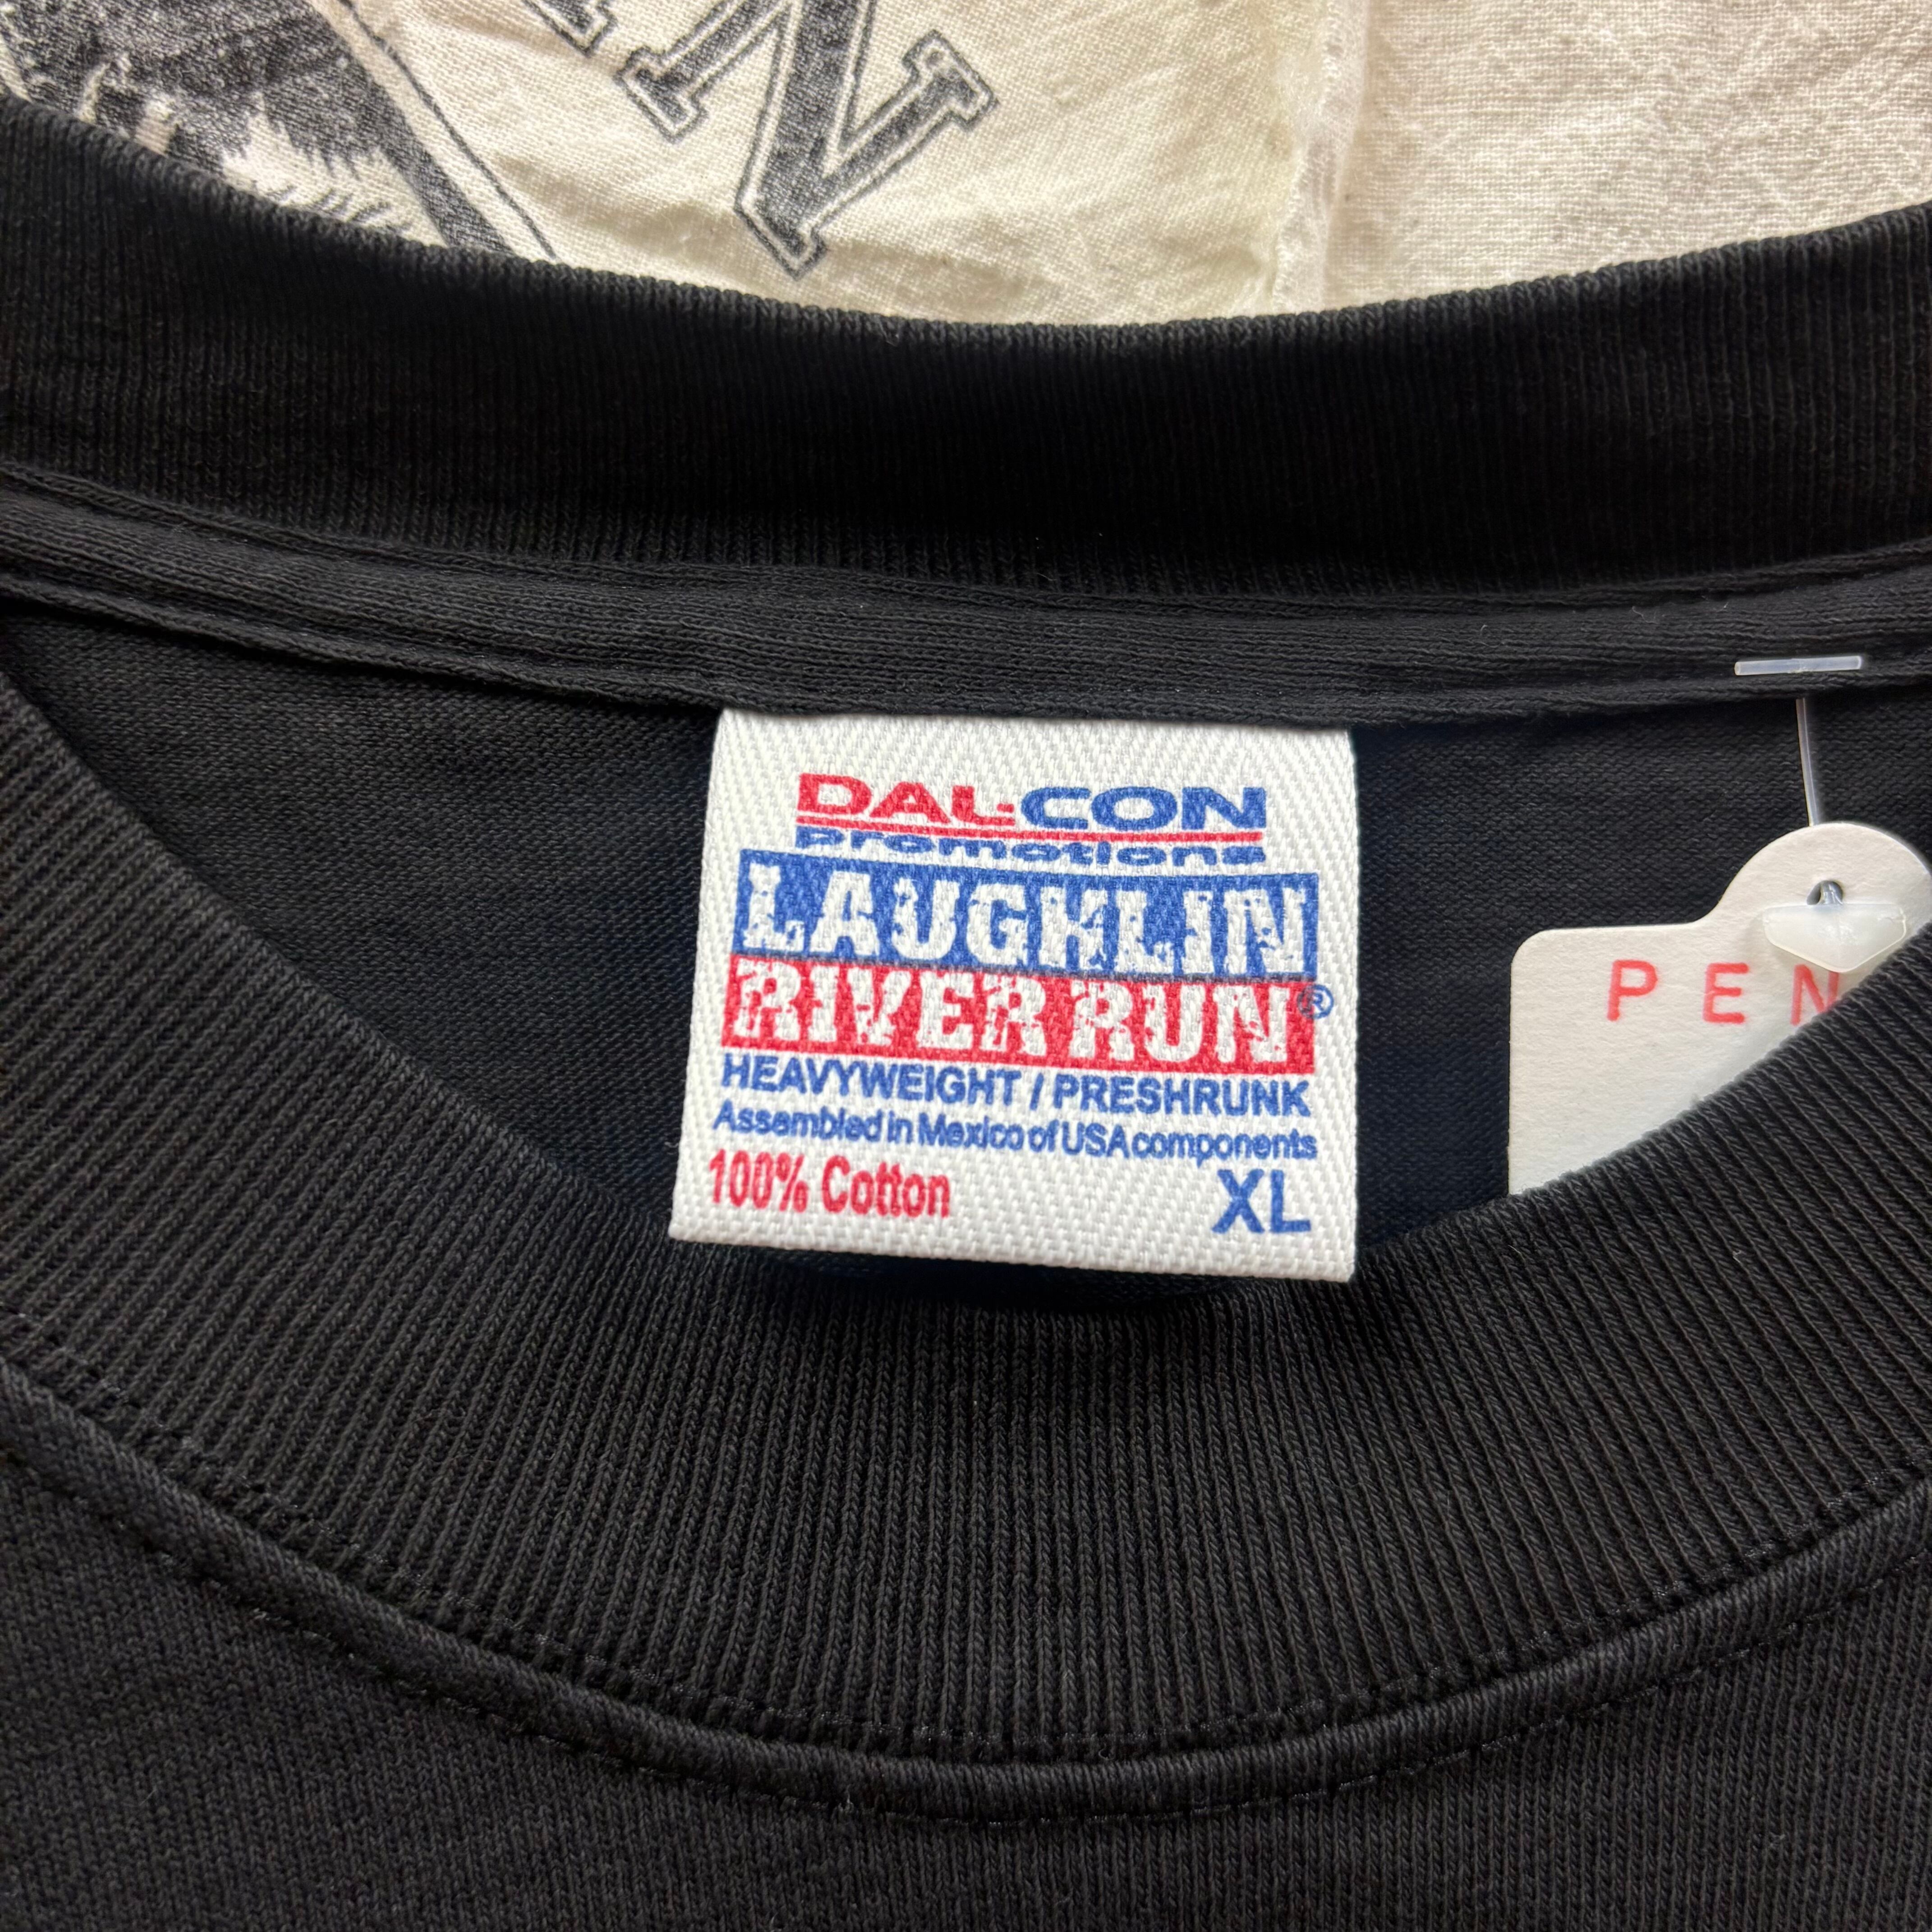 N
DAL-CON
promotions
LAUGHLIN
RIVER RUN®
HEAVYWEIGHT / PRESHRUNK
Assembled in Mexico of USA components
100% Cotton XL
PEN